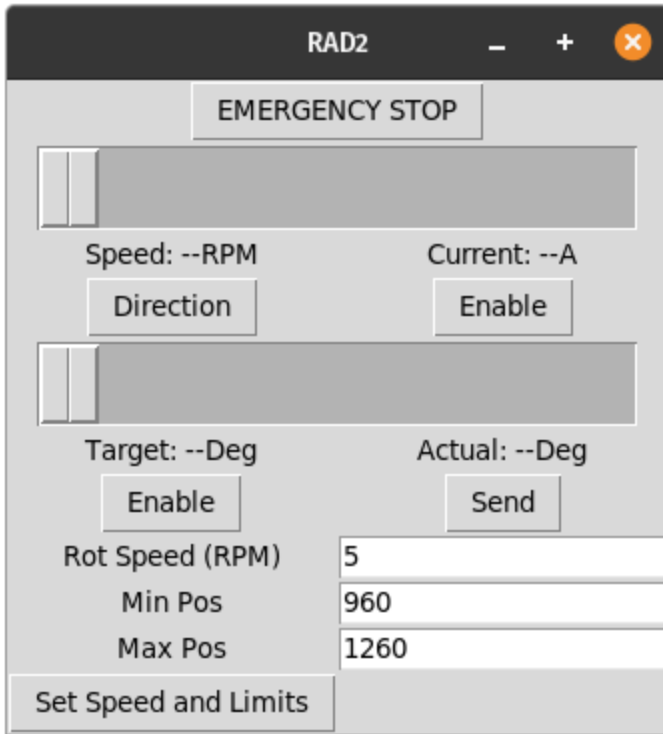 RAD2
EMERGENCY STOP
Speed: --RPM Current: --A
Direction Enable
Target: --Deg Actual: --Deg
Enable Send
Rot Speed (RPM) 5
Min Pos 960
Max Pos 1260
Set Speed and Limits